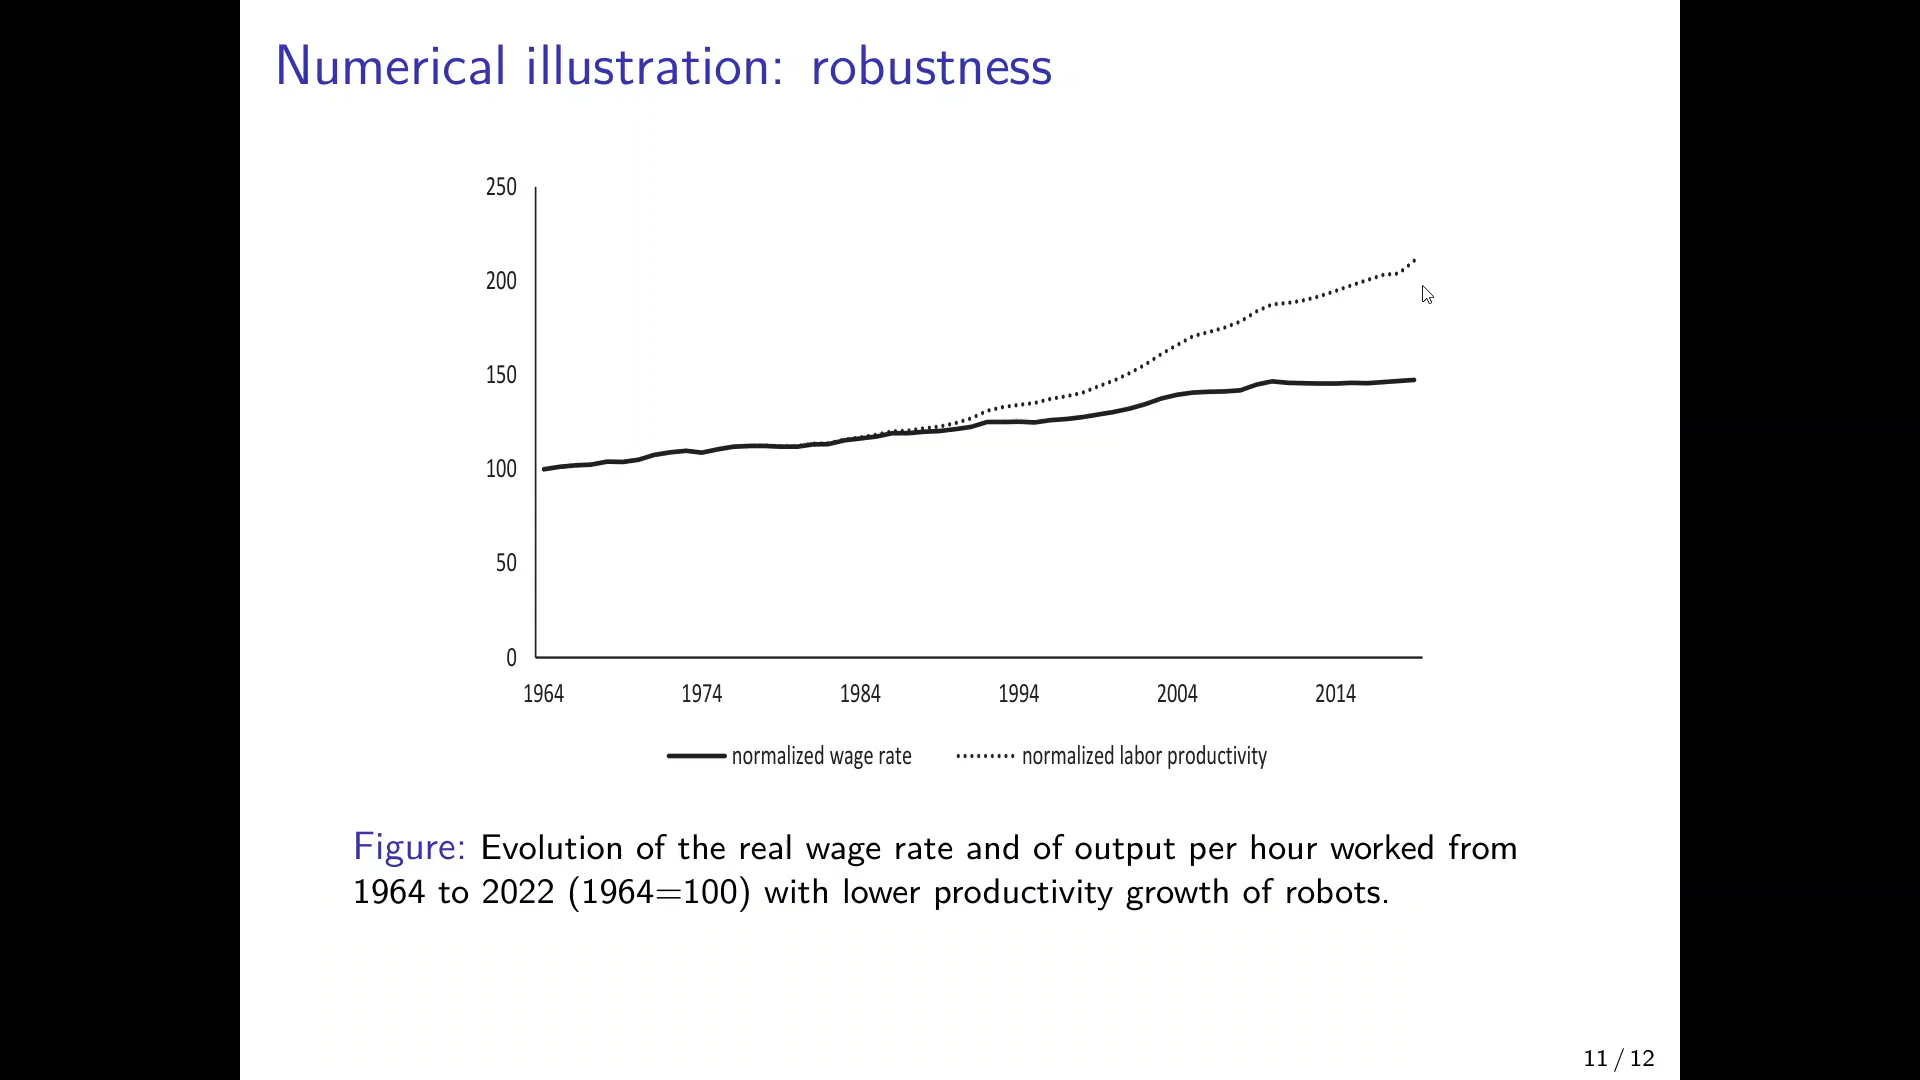 Numerical illustration: robustness
250
200
150
100
50
0
1964 1974 1984 1994 2004 2014
normalized wage rate normalized labor productivity
Figure: Evolution of the real wage rate and of output per hour worked from
1964 to 2022 (1964=100) with lower productivity growth of robots.
11 / 12